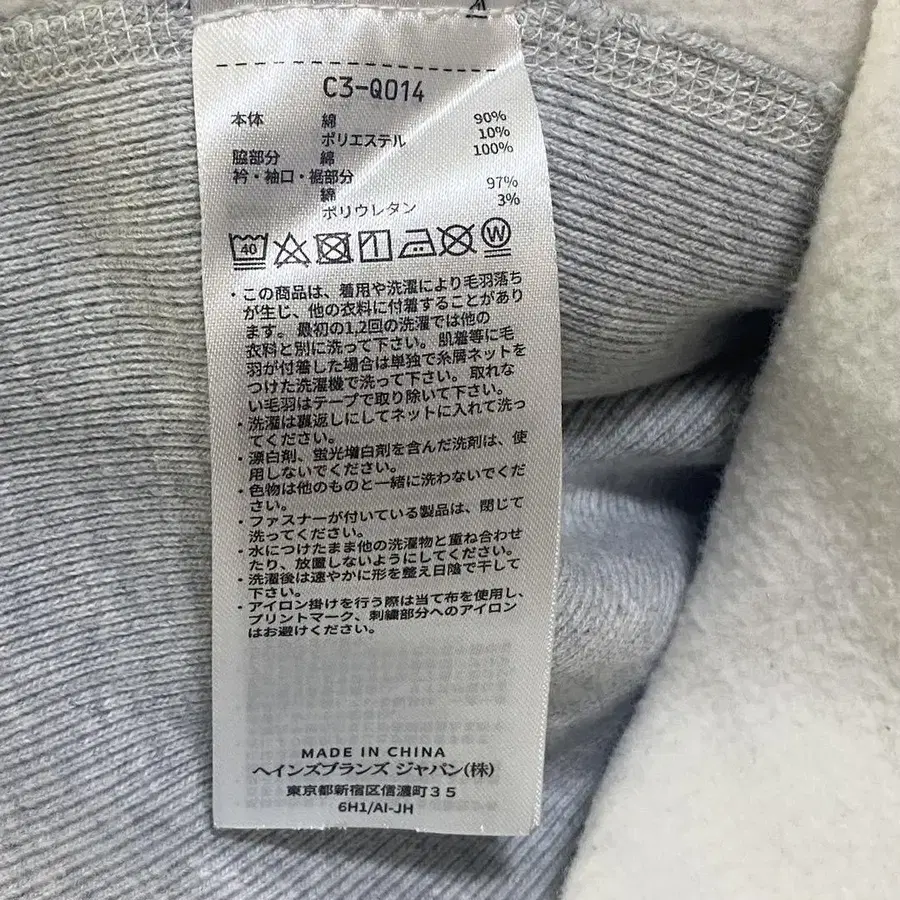 C3-Q014
本体 綿 90%
ポリエステル 10%
脇部分 綿 100%
衿・袖口・裾部分
綿 97%
ポリウレタン 3%
40 W
・この商品は、着用や洗濯により毛羽落ち
が生じ、他の衣料に付着することがあり
ます。最初の1,2回の洗濯では他の
衣料と別に洗って下さい。肌着等に毛
羽が付着した場合は単独で糸屑ネットを
つけた洗濯機で洗って下さい。取れな
い毛羽はテープで取り除いて下さい。
・洗濯は裏返しにしてネットに入れて洗っ
てください。
・漂白剤、蛍光増白剤を含んだ洗剤は、使
用しないでください。
・色物は他のものと一緒に洗わないでくだ
さい。
・ファスナーが付いている製品は、閉じて
洗ってください。
・水につけたまま他の洗濯物と重ね合わせ
たり、放置しないようにしてください。
・洗濯後は速やかに形を整え日陰で干して
下さい。
・アイロン掛けを行う際は当て布を使用し、
プリントマーク、刺繍部分へのアイロン
はお避けください。
MADE IN CHINA
ヘインズブランズ ジャパン(株)
東京都新宿区信濃町35
6H1/AI-JH